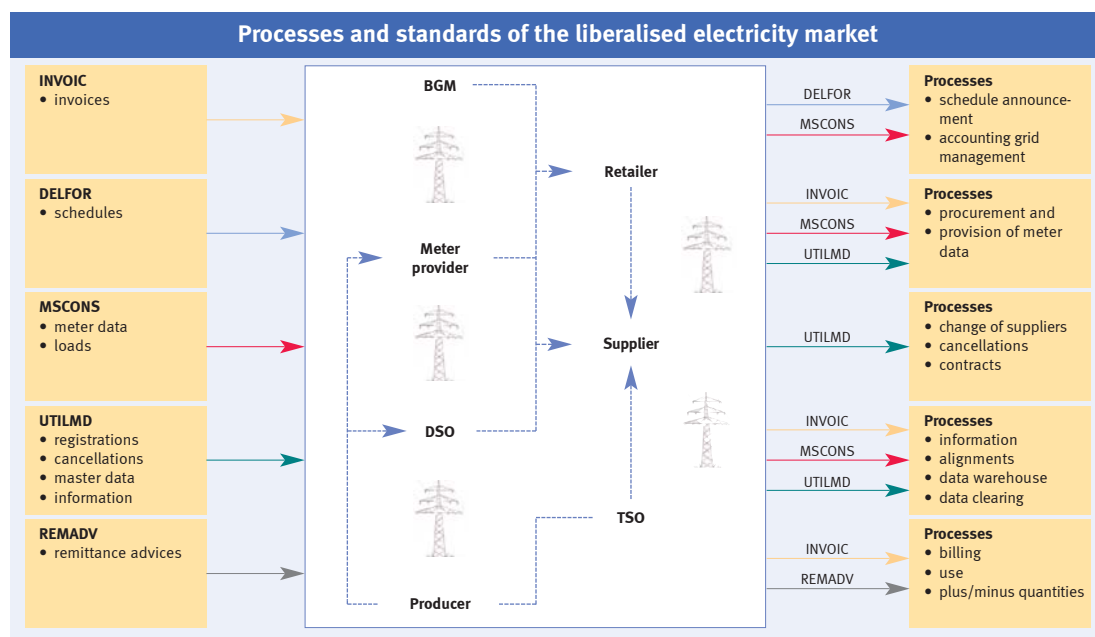 Processes and standards of the liberalised electricity market
INVOIC
• invoices
DELFOR
• schedules
MSCONS
• meter data
• loads
UTILMD
• registrations
• cancellations
• master data
• information
REMADV
• remittance advices
BGM
Retailer
Meter
provider
Supplier
DSO
TSO
Producer
DELFOR
MSCONS
Processes
• schedule announce-
ment
• accounting grid
management
INVOIC
MSCONS
UTILMD
Processes
• procurement and
• provision of meter
data
UTILMD
Processes
• change of suppliers
• cancellations
• contracts
INVOIC
MSCONS
UTILMD
Processes
• information
• alignments
• data warehouse
• data clearing
INVOIC
REMADV
Processes
• billing
• use
• plus/minus quantities